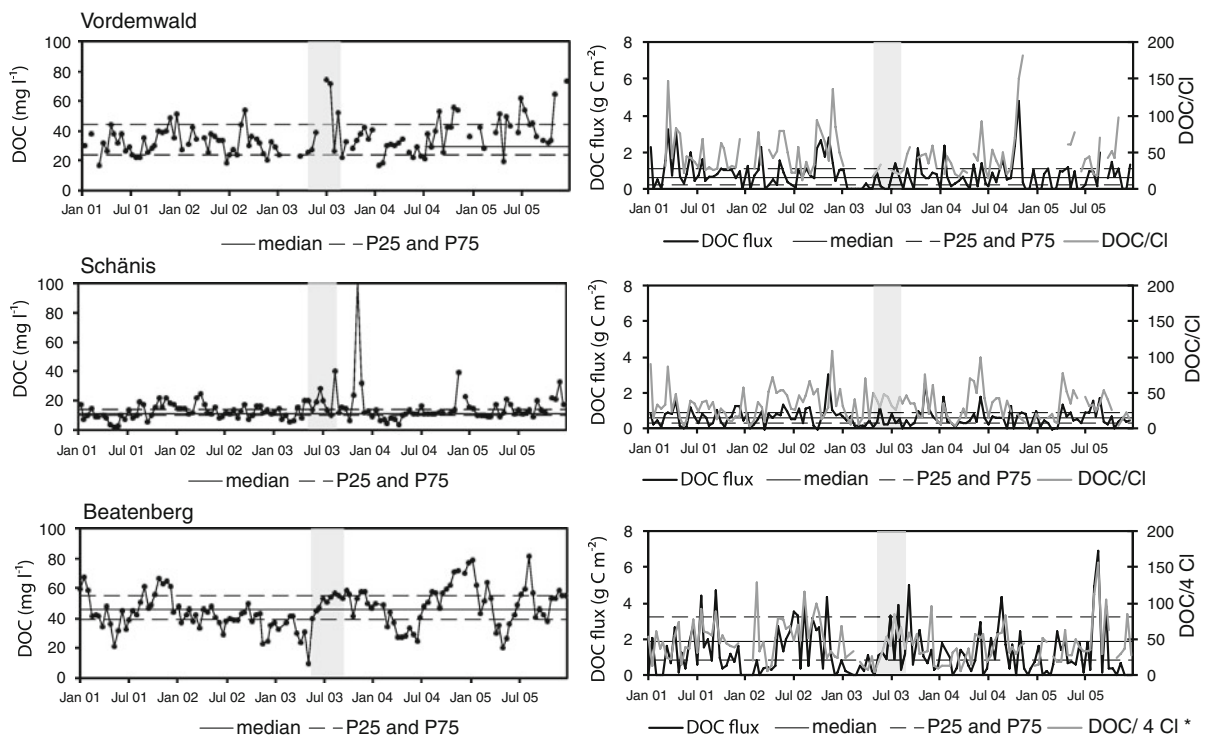 Vordemwald
DOC (mg l⁻¹)
100
80
60
40
20
0
Jan 01 Jul 01 Jan 02 Jul 02 Jan 03 Jul 03 Jan 04 Jul 04 Jan 05 Jul 05
median P25 and P75
DOC flux (g C m⁻²)
8
6
4
2
0
200
150
100
50
0
DOC/Cl
Jan 01 Jul 01 Jan 02 Jul 02 Jan 03 Jul 03 Jan 04 Jul 04 Jan 05 Jul 05
DOC flux median P25 and P75 DOC/Cl
Schänis
DOC (mg l⁻¹)
100
80
60
40
20
0
Jan 01 Jul 01 Jan 02 Jul 02 Jan 03 Jul 03 Jan 04 Jul 04 Jan 05 Jul 05
median P25 and P75
DOC flux (g C m⁻²)
8
6
4
2
0
200
150
100
50
0
DOC/Cl
Jan 01 Jul 01 Jan 02 Jul 02 Jan 03 Jul 03 Jan 04 Jul 04 Jan 05 Jul 05
DOC flux median P25 and P75 DOC/Cl
Beatenberg
DOC (mg l⁻¹)
100
80
60
40
20
0
Jan 01 Jul 01 Jan 02 Jul 02 Jan 03 Jul 03 Jan 04 Jul 04 Jan 05 Jul 05
median P25 and P75
DOC flux (g C m⁻²)
8
6
4
2
0
200
150
100
50
0
DOC/4 Cl
Jan 01 Jul 01 Jan 02 Jul 02 Jan 03 Jul 03 Jan 04 Jul 04 Jan 05 Jul 05
DOC flux median P25 and P75 DOC/ 4 Cl *